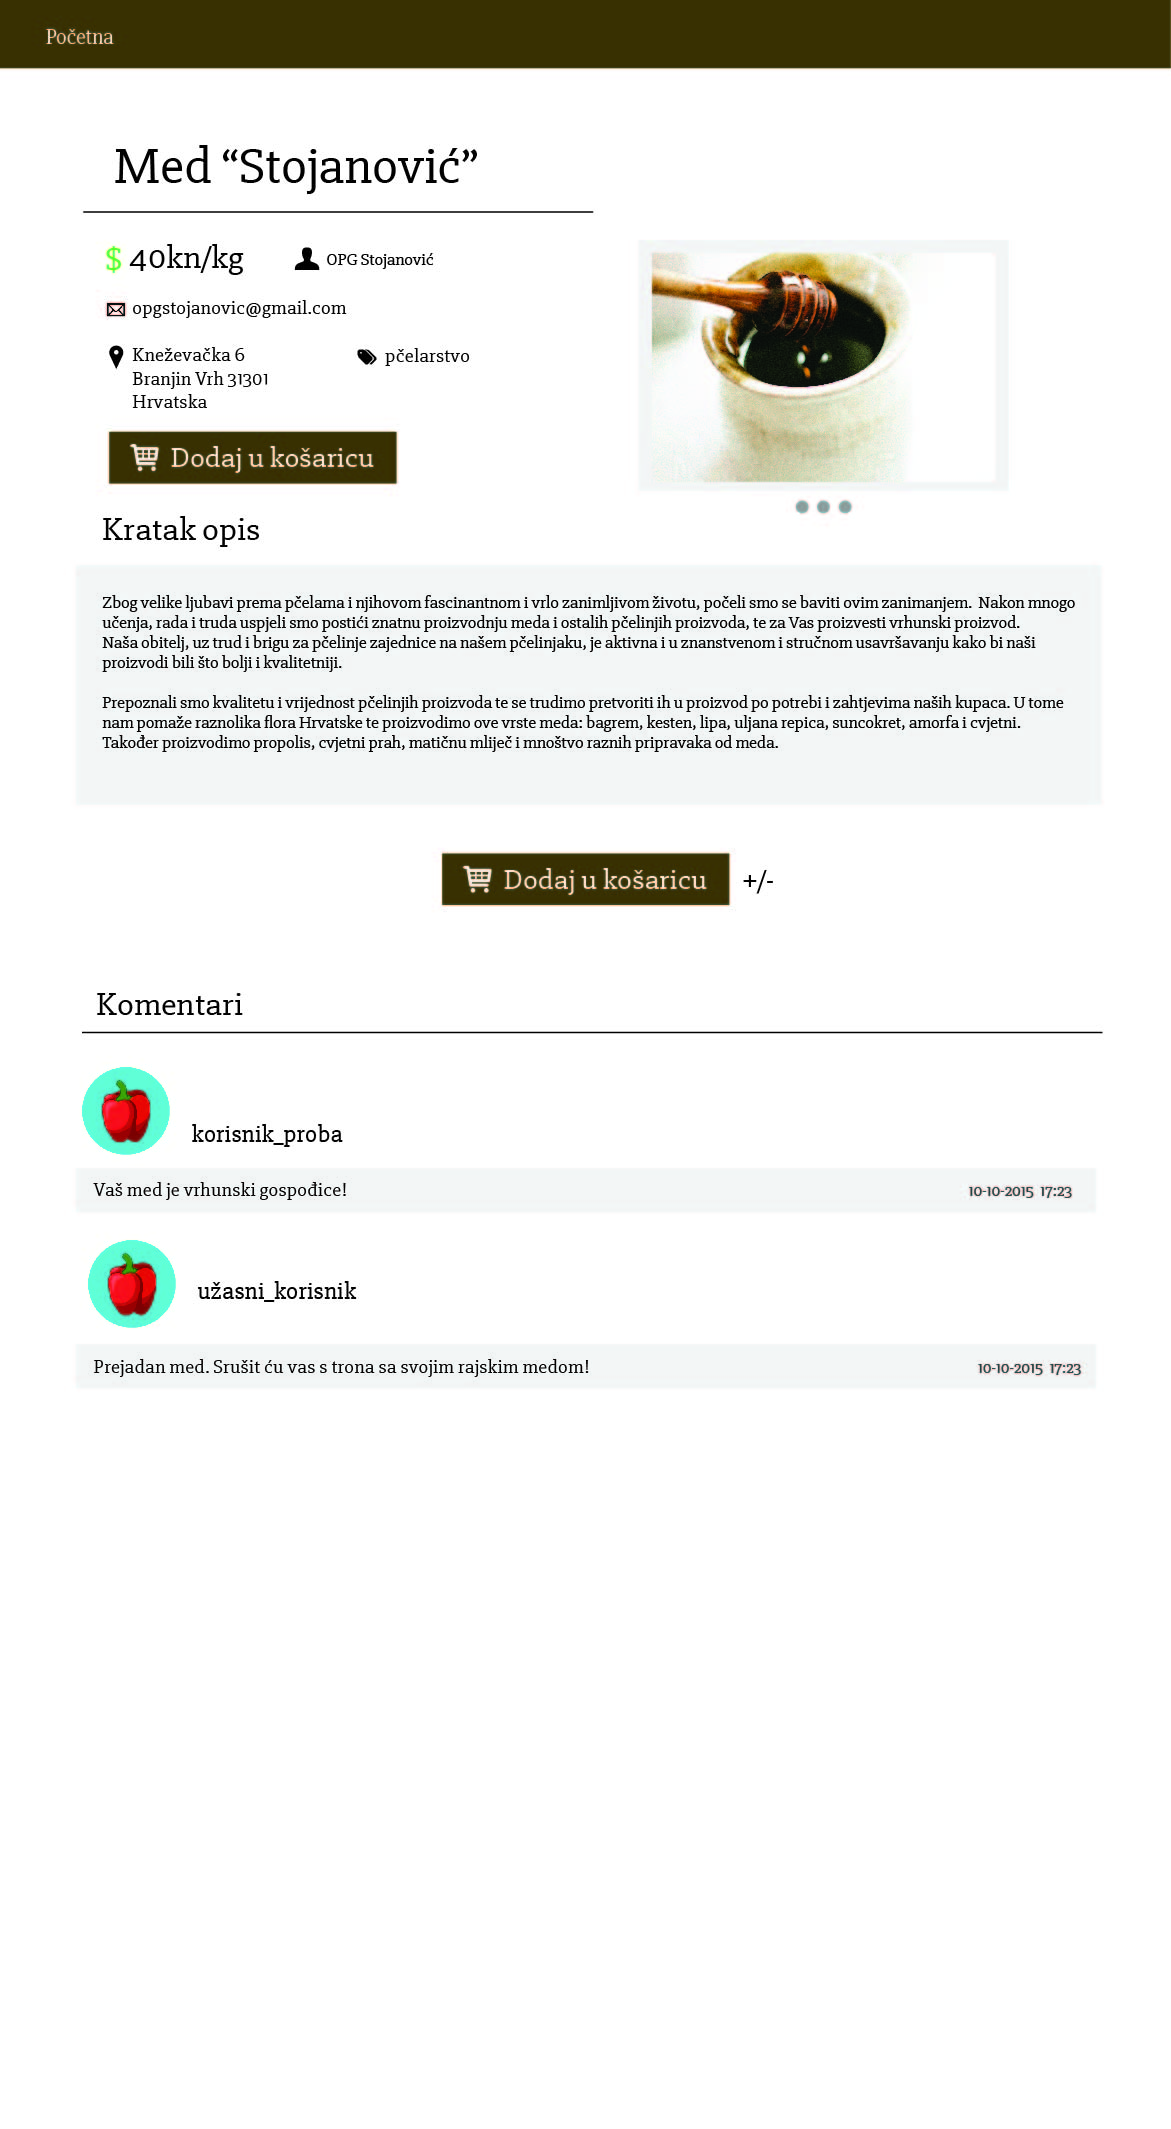 Početna
Med “Stojanović”
$ 40kn/kg
OPG Stojanović
opgstojanovic@gmail.com
Kneževačka 6
Branjin Vrh 31301
Hrvatska
pčelarstvo
Dodaj u košaricu
Kratak opis
Zbog velike ljubavi prema pčelama i njihovom fascinantnom i vrlo zanimljivom životu, počeli smo se baviti ovim zanimanjem.  Nakon mnogo
učenja, rada i truda uspjeli smo postići znatnu proizvodnju meda i ostalih pčelinjih proizvoda, te za Vas proizvesti vrhunski proizvod.
Naša obitelj, uz trud i brigu za pčelinje zajednice na našem pčelinjaku, je aktivna i u znanstvenom i stručnom usavršavanju kako bi naši
proizvodi bili što bolji i kvalitetniji.
Prepoznali smo kvalitetu i vrijednost pčelinjih proizvoda te se trudimo pretvoriti ih u proizvod po potrebi i zahtjevima naših kupaca. U tome
nam pomaže raznolika flora Hrvatske te proizvodimo ove vrste meda: bagrem, kesten, lipa, uljana repica, suncokret, amorfa i cvjetni.
Također proizvodimo propolis, cvjetni prah, matičnu mliječ i mnoštvo raznih pripravaka od meda.
Dodaj u košaricu +/-
Komentari
korisnik_proba
Vaš med je vrhunski gospođice! 10-10-2015 17:23
užasni_korisnik
Prejadan med. Srušit ću vas s trona sa svojim rajskim medom! 10-10-2015 17:23